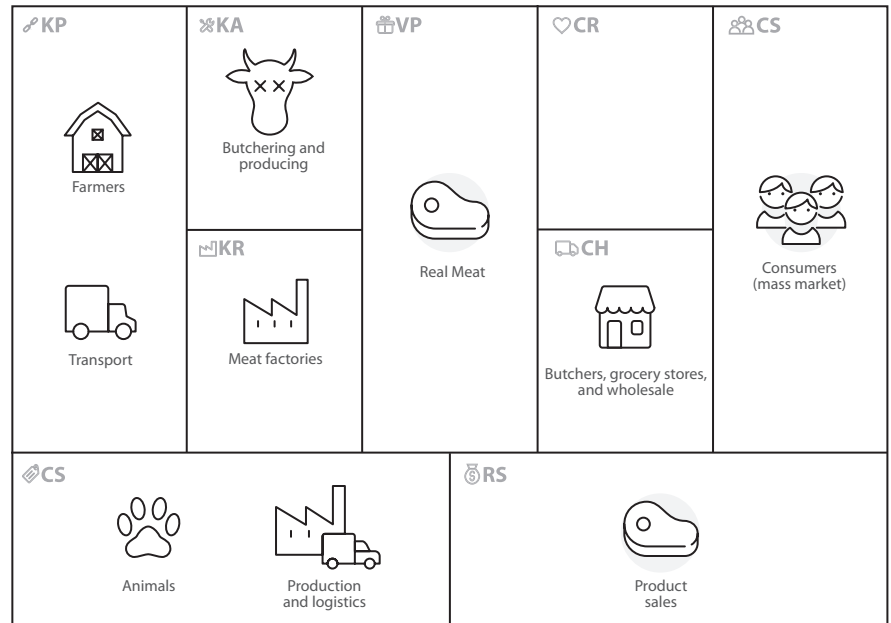 KP
Farmers
Transport
KA
Butchering and
producing
KR
Meat factories
VP
Real Meat
CR
CH
Butchers, grocery stores,
and wholesale
CS
Consumers
(mass market)
CS
Animals
Production
and logistics
RS
Product
sales